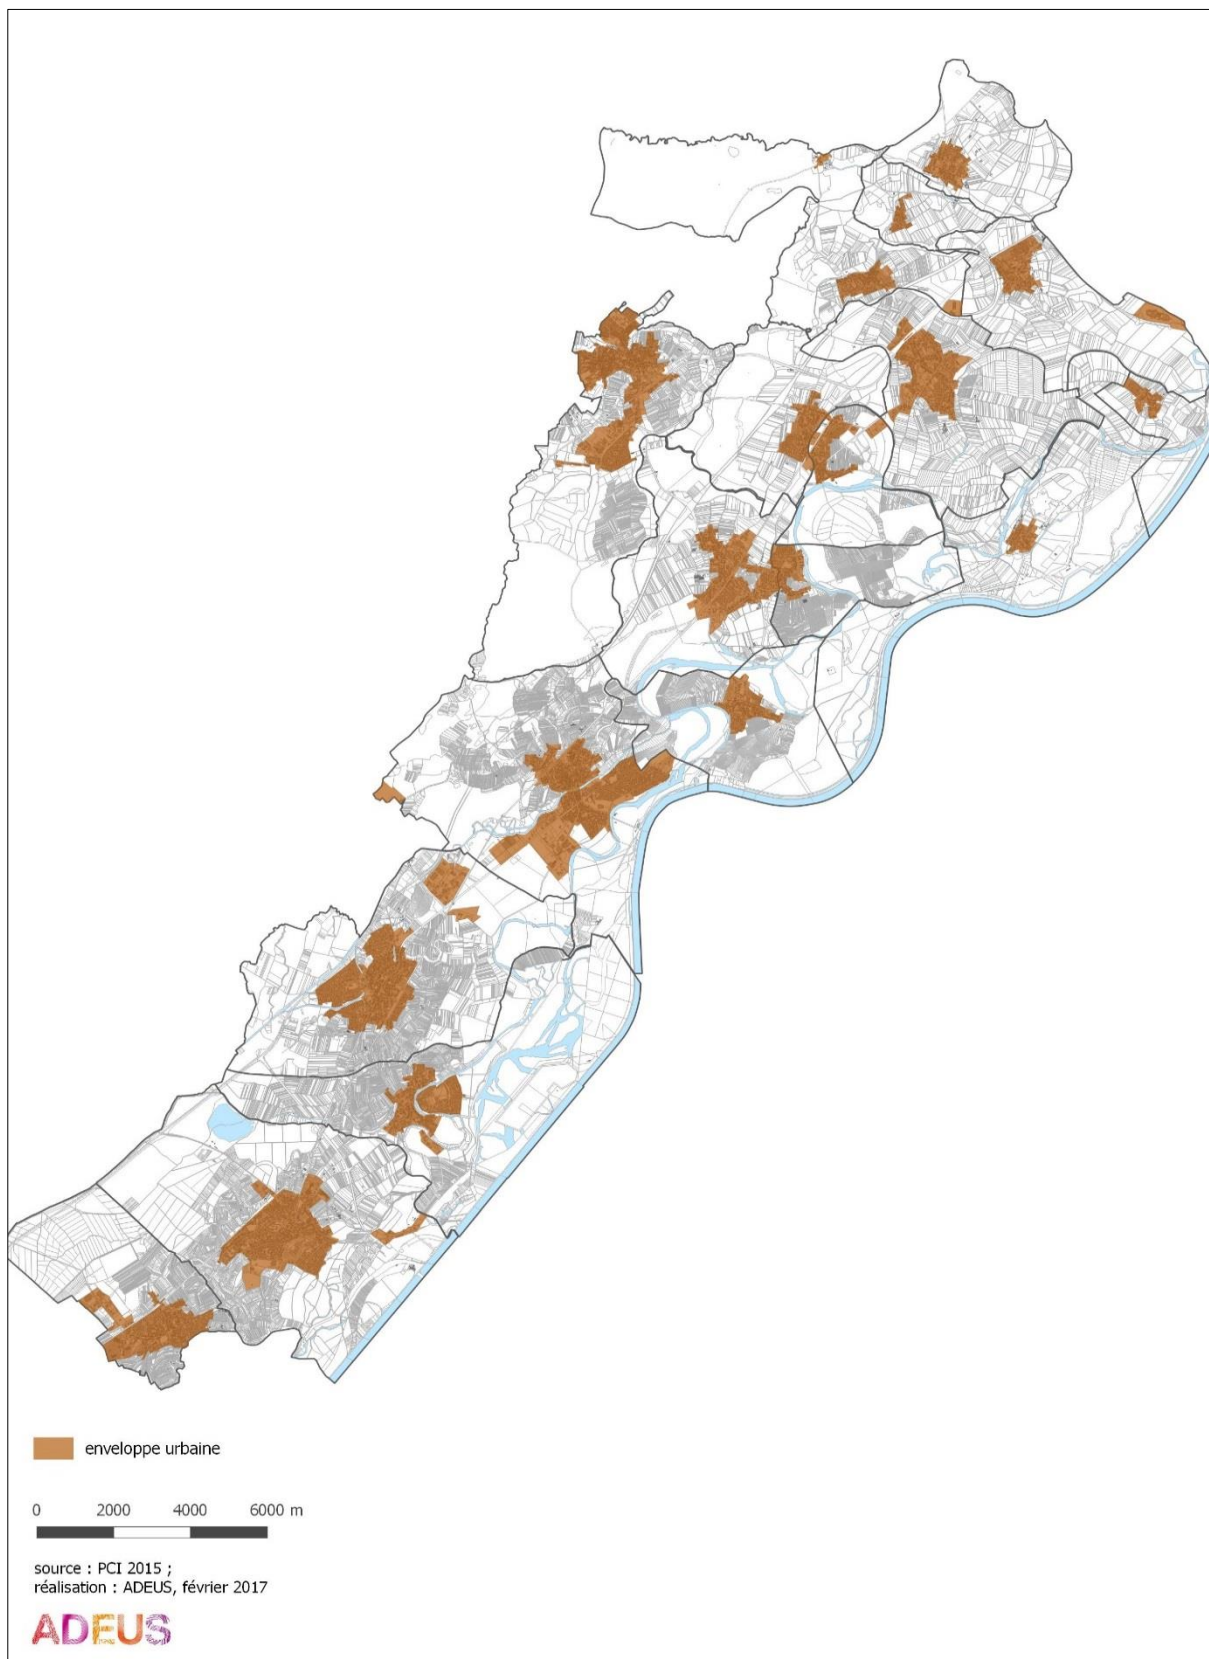 enveloppe urbaine
0 2000 4000 6000 m
source : PCI 2015 ;
réalisation : ADEUS, février 2017
ADEUS